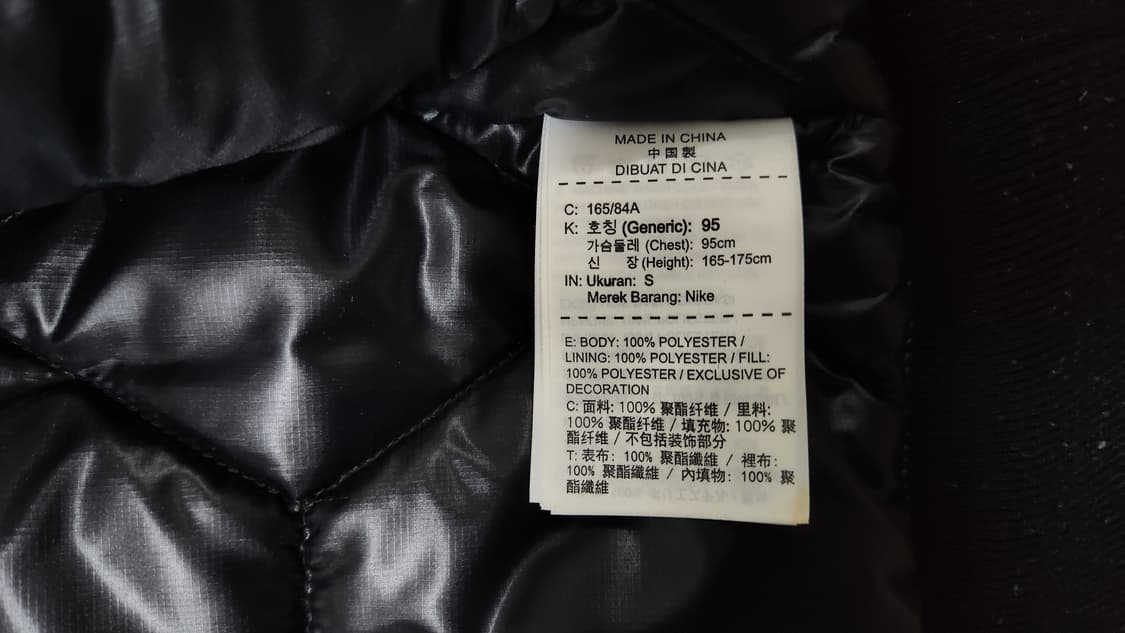 MADE IN CHINA
中国製
DIBUAT DI CINA
C: 165/84A
K: 호칭 (Generic): 95
가슴둘레 (Chest): 95cm
신 장 (Height): 165-175cm
IN: Ukuran: S
Merek Barang: Nike
E: BODY: 100% POLYESTER /
LINING: 100% POLYESTER / FILL:
100% POLYESTER / EXCLUSIVE OF
DECORATION
C: 面料: 100% 聚酯纤维 / 里料:
100% 聚酯纤维 / 填充物: 100% 聚
酯纤维 / 不包括装饰部分
T: 表布: 100% 聚酯纖維 / 裡布:
100% 聚酯纖維 / 內填物: 100% 聚
酯纖維